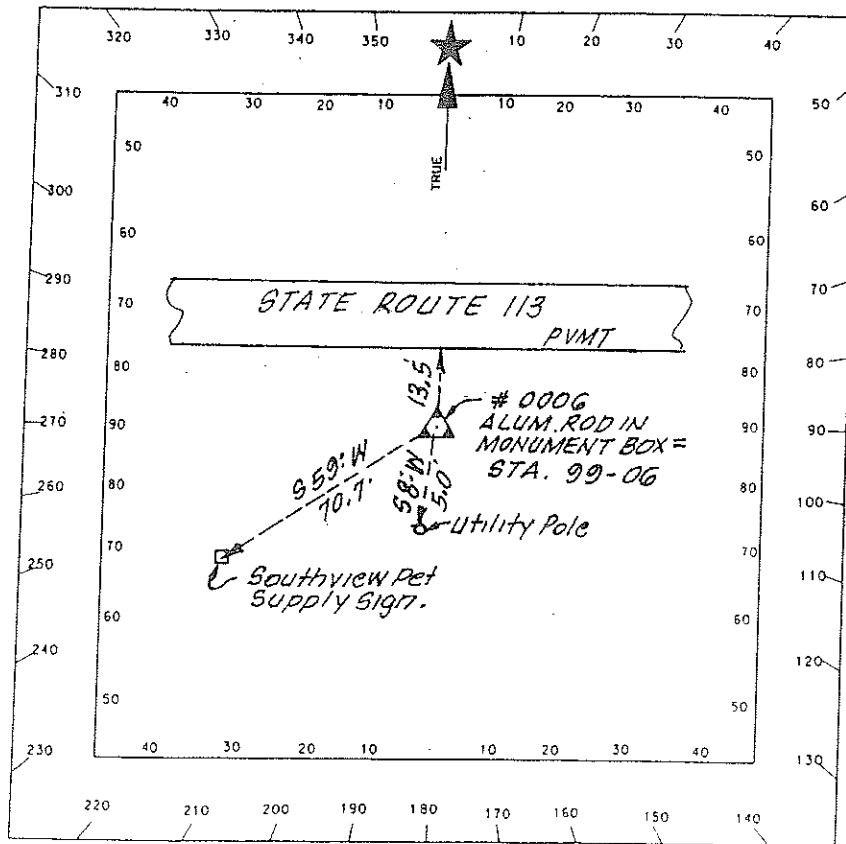 320 330 340 350 10 20 30 40
310 40 30 20 10 10 20 30 40 50
50 50
300 60 TRUE 60 60
290 70 STATE ROUTE 113 70 70
PVMT
280 80 80 80
13.5'
# 0006
270 90 ALUM. ROD IN 90 90
MONUMENT BOX =
STA. 99-06
S 59° W
70.7'
S8° W
5.0'
260 80 80 100
Utility Pole
250 70 70 110
Southview Pet
Supply Sign.
60 60
240 120
50 50
230 40 30 20 10 10 20 30 40 130
220 210 200 190 180 170 160 150 140